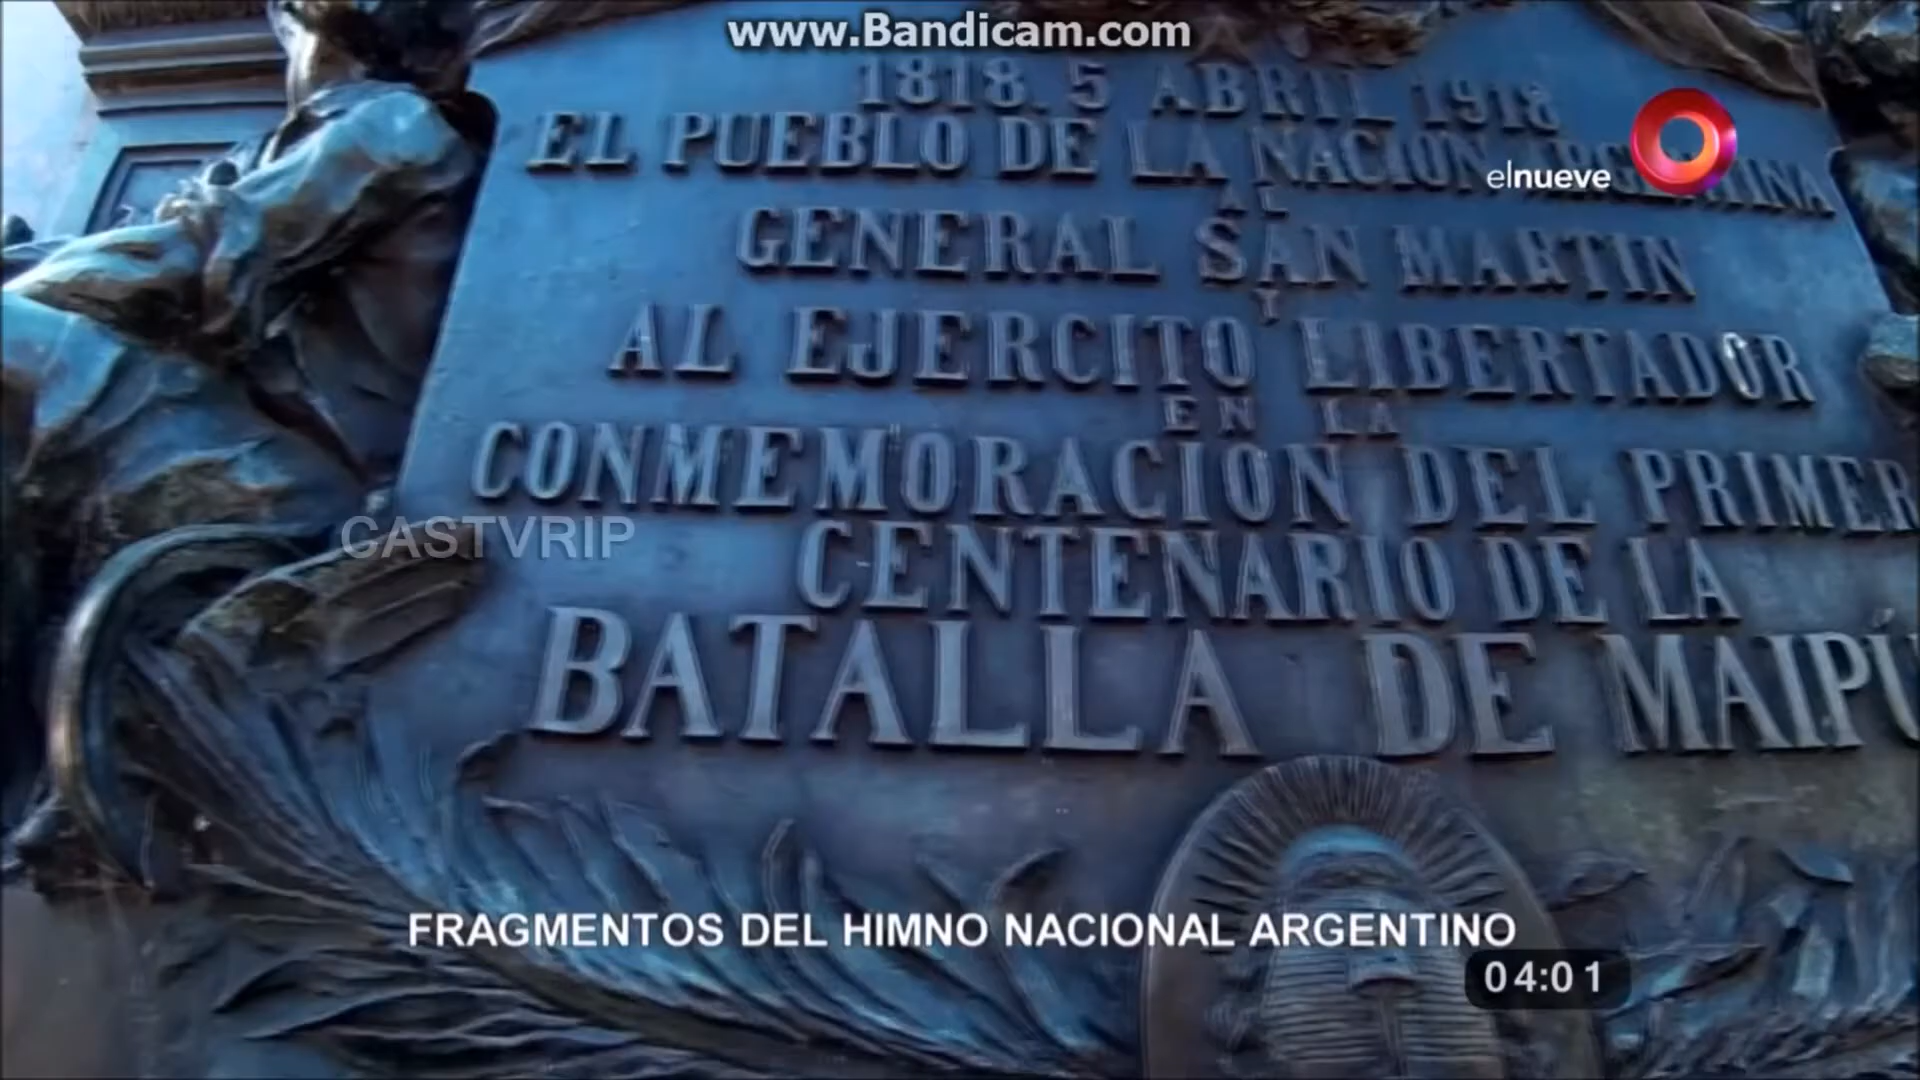 www.Bandicam.com
1818. 5 ABRIL 1918
EL PUEBLO DE LA NACION ARGENTINA
elnueve
AL
GENERAL SAN MARTIN
Y
AL EJERCITO LIBERTADOR
EN LA
CONMEMORACION DEL PRIMER
CENTENARIO DE LA
CASTVRIP
BATALLA DE MAIPÚ
FRAGMENTOS DEL HIMNO NACIONAL ARGENTINO
04:01